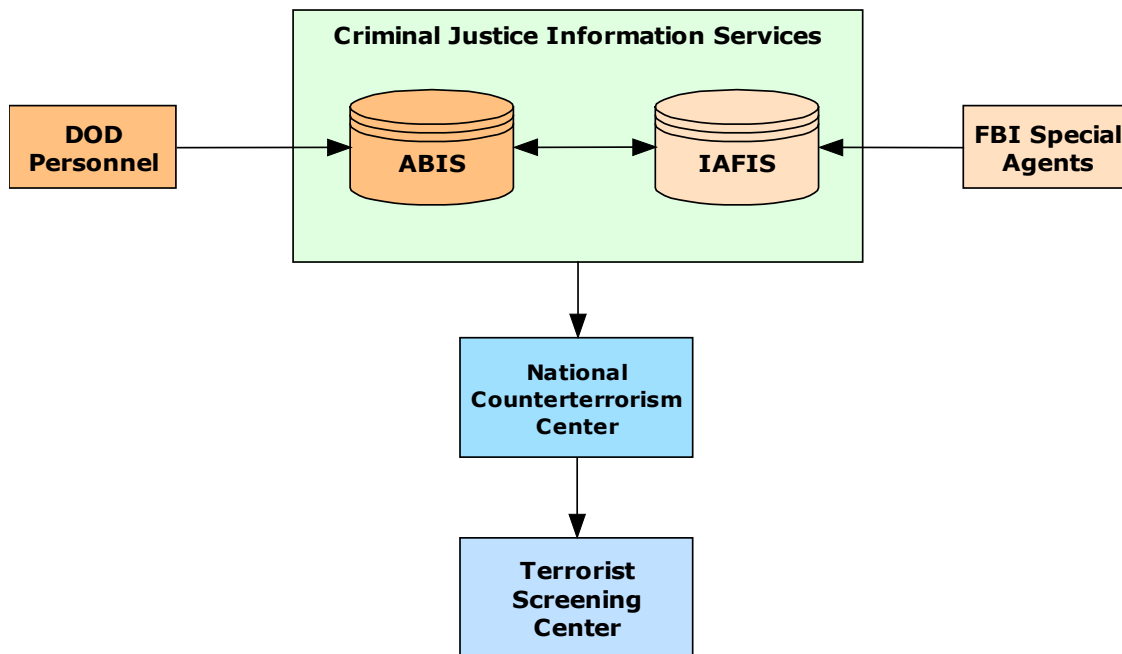 Criminal Justice Information Services
DOD
Personnel
ABIS
IAFIS
FBI Special
Agents
National
Counterterrorism
Center
Terrorist
Screening
Center